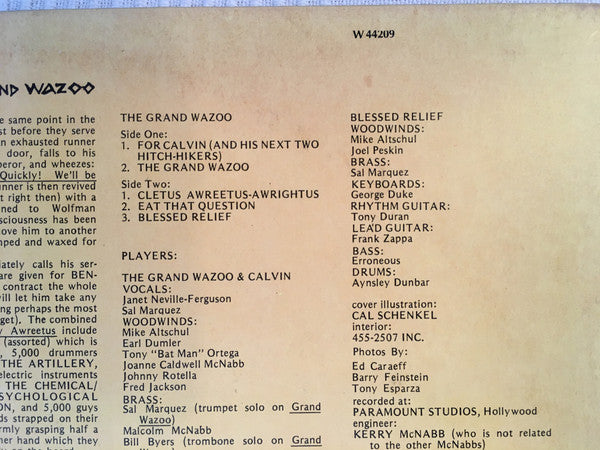 W 44209
ND WAZOO
e same point in the
st before they serve
n exhausted runner
door, falls to his
peror, and wheezes:
Quickly! We'll be
unner is then revived
t right then) with a
ned to Wolfman
sciousness has been
ove him to another
mped and waxed for
iately calls his ser-
are given for BEN-
contract the whole
will let him take any
ing perhaps the most
get). The combined
y Awreetus include
(assorted) which is
, 5,000 drummers
THE ARTILLERY,
electric instruments
THE CHEMICAL/
PSYCHOLOGICAL
ON, and 5,000 guys
ds strapped on their
rmly grasping half a
her hand which they
THE GRAND WAZOO
Side One:
1. FOR CALVIN (AND HIS NEXT TWO
HITCH-HIKERS)
2. THE GRAND WAZOO
Side Two:
1. CLETUS AWREETUS-AWRIGHTUS
2. EAT THAT QUESTION
3. BLESSED RELIEF
PLAYERS:
THE GRAND WAZOO & CALVIN
VOCALS:
Janet Neville-Ferguson
Sal Marquez
WOODWINDS:
Mike Altschul
Earl Dumler
Tony "Bat Man" Ortega
Joanne Caldwell McNabb
Johnny Rotella
Fred Jackson
BRASS:
Sal Marquez (trumpet solo on Grand
Wazoo)
Malcolm McNabb
Bill Byers (trombone solo on Grand
BLESSED RELIEF
WOODWINDS:
Mike Altschul
Joel Peskin
BRASS:
Sal Marquez
KEYBOARDS:
George Duke
RHYTHM GUITAR:
Tony Duran
LEAD GUITAR:
Frank Zappa
BASS:
Erroneous
DRUMS:
Aynsley Dunbar
cover illustration:
CAL SCHENKEL
interior:
455-2507 INC.
Photos By:
Ed Caraeff
Barry Feinstein
Tony Esparza
recorded at:
PARAMOUNT STUDIOS, Hollywood
engineer:
KERRY McNABB (who is not related
to the other McNabbs)